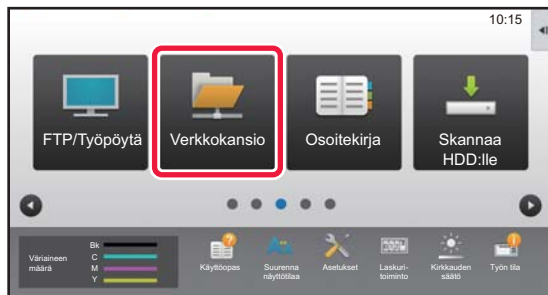 10:15
FTP/Työpöytä
Verkkokansio
Osoitekirja
Skannaa
HDD:lle
Väriaineen
määrä
Bk
C
M
Y
Käyttöopas
Suurenna
näyttötilaa
Asetukset
Laskuri-
toiminto
Kirkkauden
säätö
Työn tila